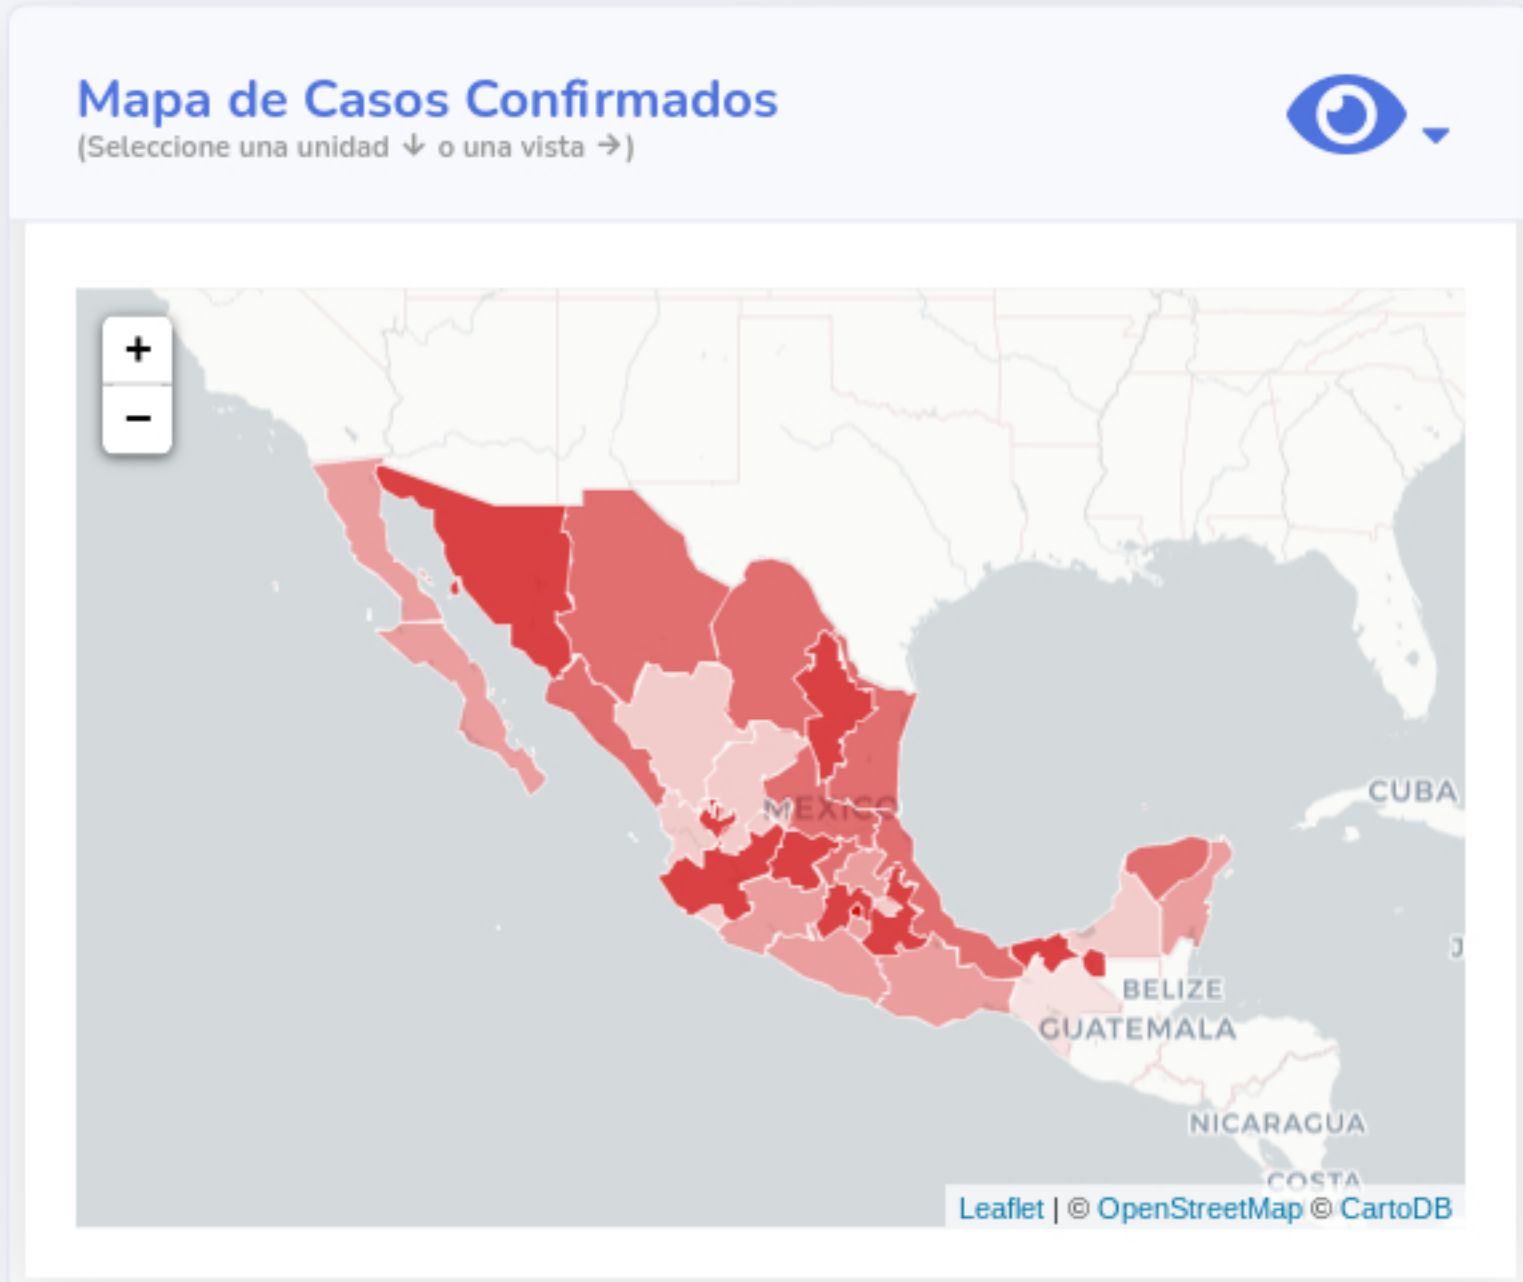 Mapa de Casos Confirmados
(Seleccione una unidad ↓ o una vista →)
+
−
MEXICO
CUBA
J
BELIZE
GUATEMALA
NICARAGUA
COSTA
Leaflet | © OpenStreetMap © CartoDB